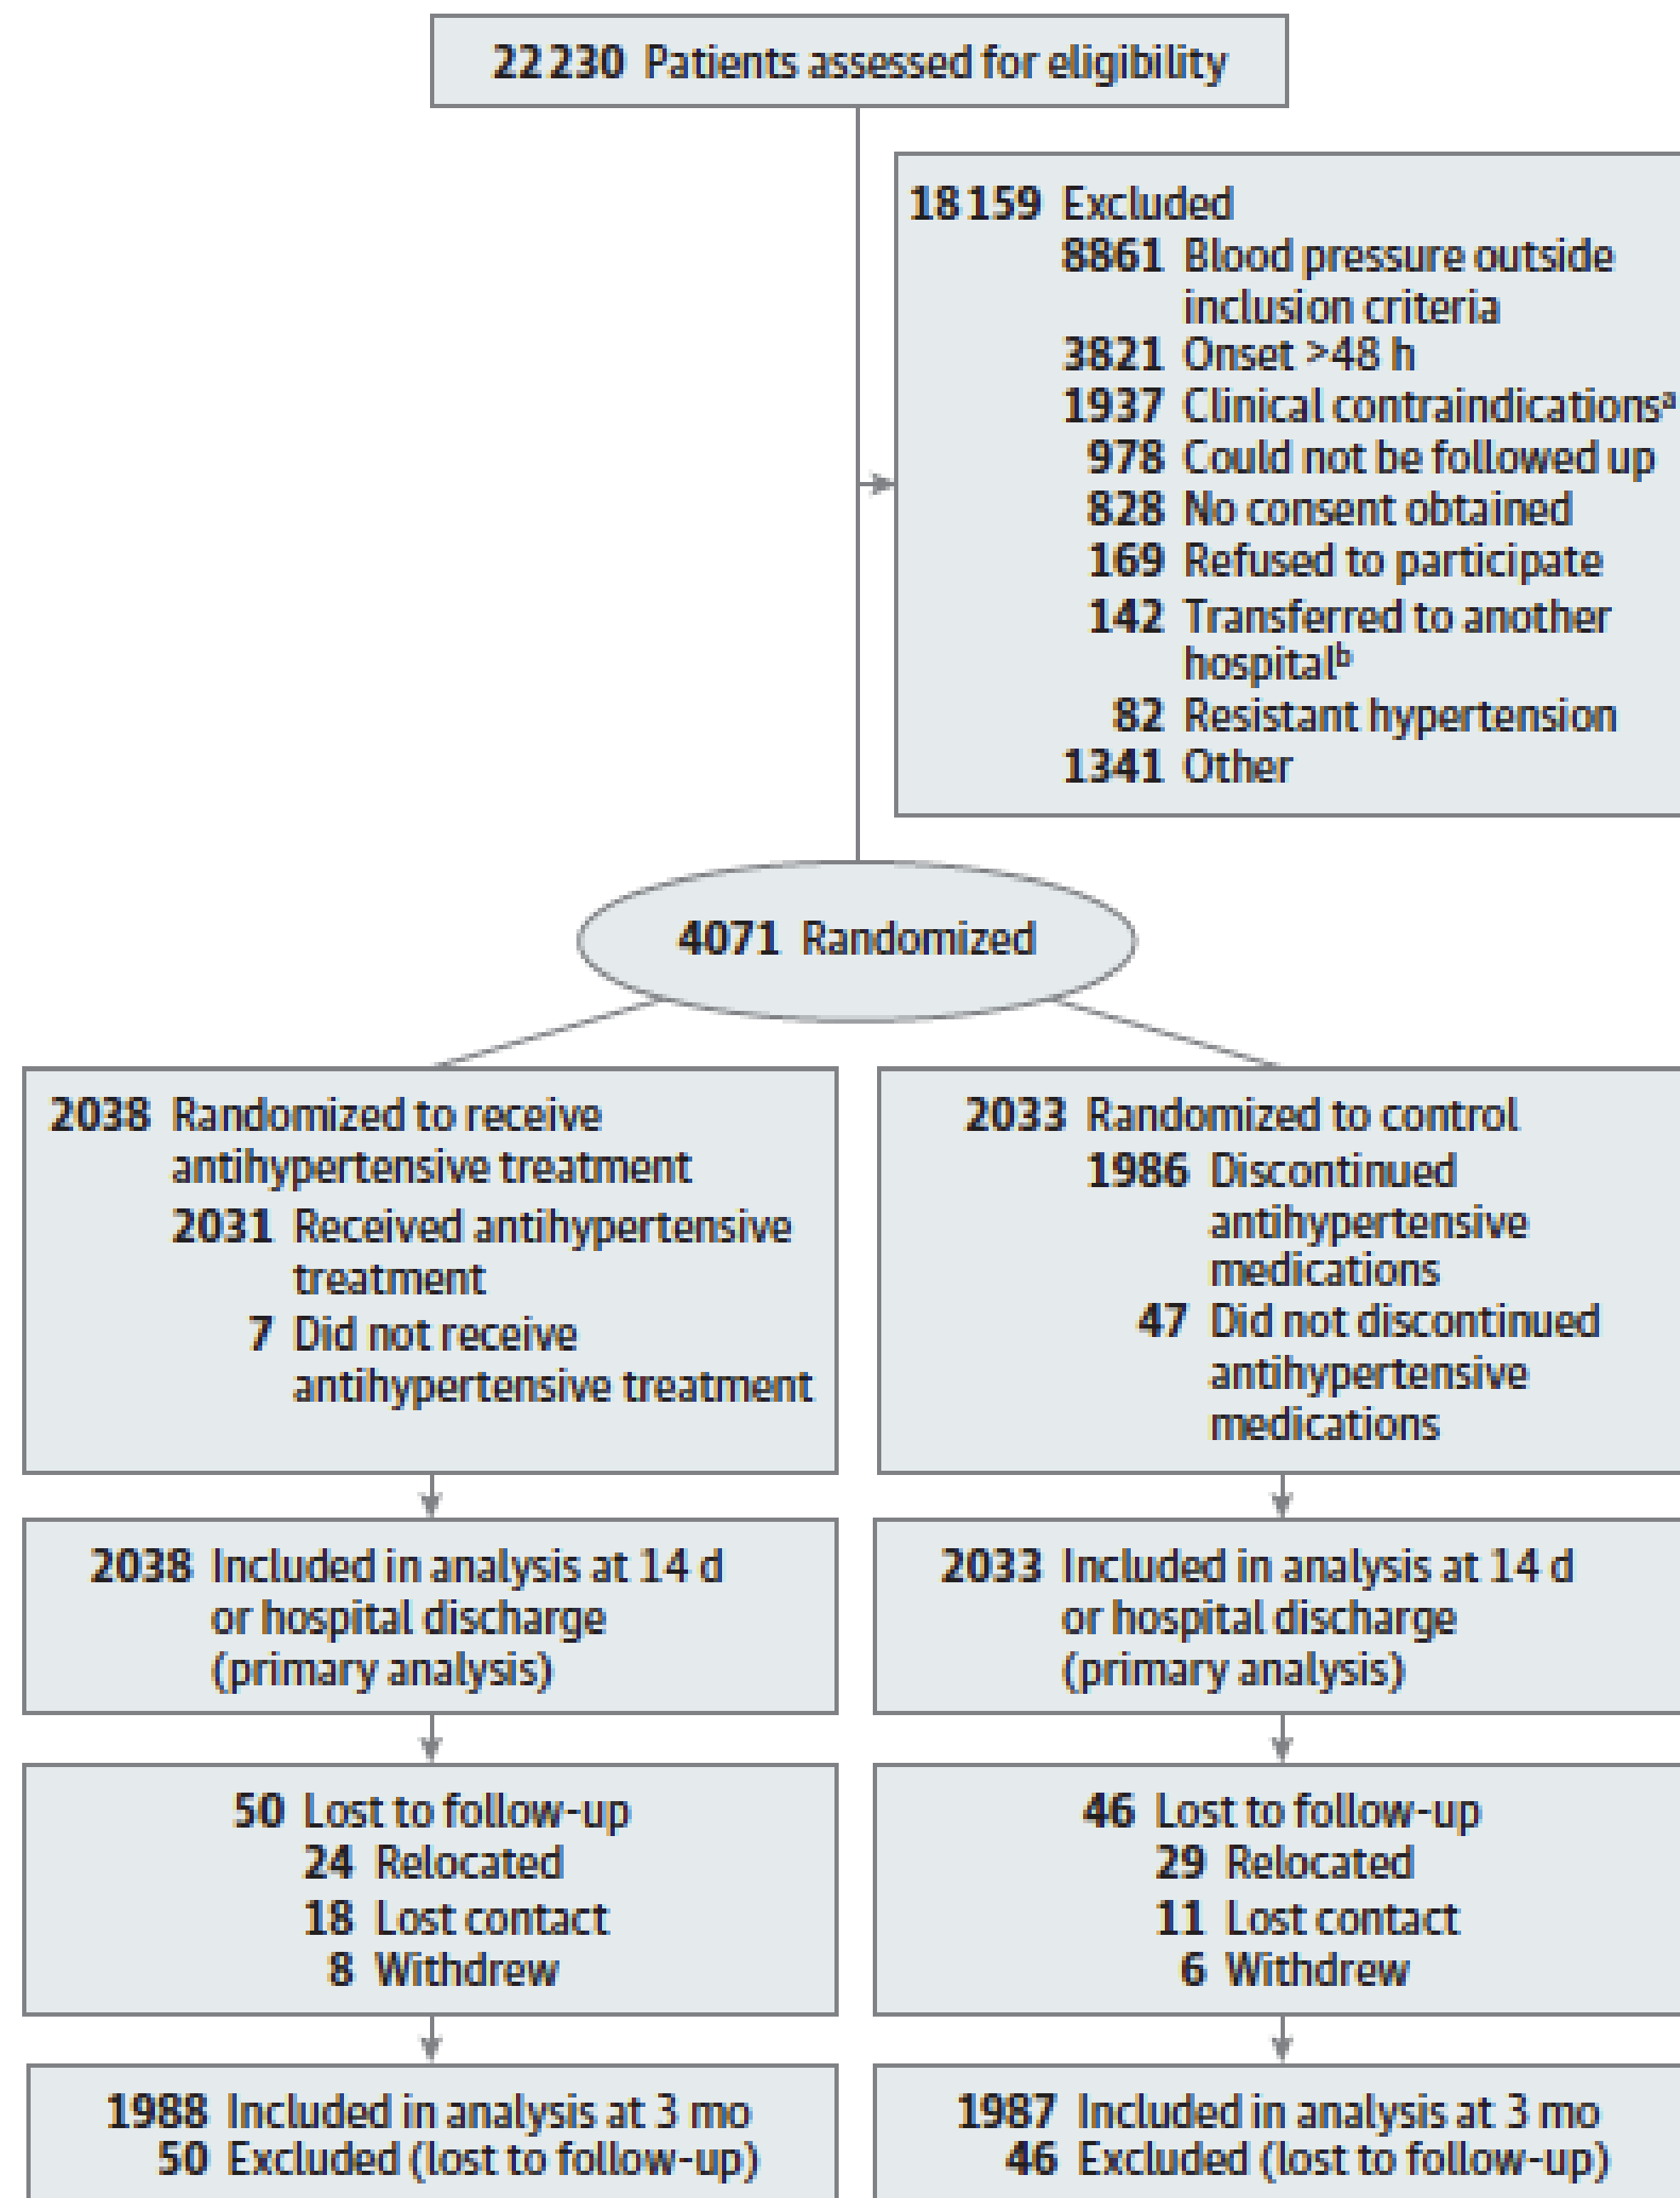 22 230 Patients assessed for eligibility
18 159 Excluded
8861 Blood pressure outside
inclusion criteria
3821 Onset >48 h
1937 Clinical contraindicationsᵃ
978 Could not be followed up
828 No consent obtained
169 Refused to participate
142 Transferred to another
hospitalᵇ
82 Resistant hypertension
1341 Other
4071 Randomized
2038 Randomized to receive
antihypertensive treatment
2031 Received antihypertensive
treatment
7 Did not receive
antihypertensive treatment
2033 Randomized to control
1986 Discontinued
antihypertensive
medications
47 Did not discontinued
antihypertensive
medications
2038 Included in analysis at 14 d
or hospital discharge
(primary analysis)
2033 Included in analysis at 14 d
or hospital discharge
(primary analysis)
50 Lost to follow-up
24 Relocated
18 Lost contact
8 Withdrew
46 Lost to follow-up
29 Relocated
11 Lost contact
6 Withdrew
1988 Included in analysis at 3 mo
50 Excluded (lost to follow-up)
1987 Included in analysis at 3 mo
46 Excluded (lost to follow-up)